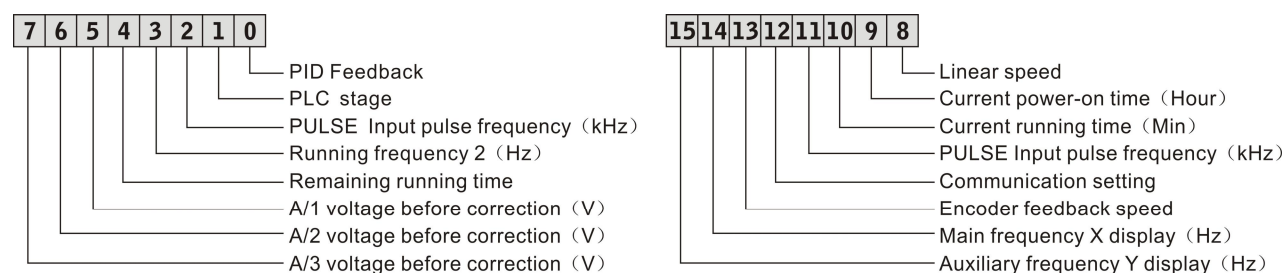 7 6 5 4 3 2 1 0
PID Feedback
PLC stage
PULSE Input pulse frequency（kHz）
Running frequency 2（Hz）
Remaining running time
A/1 voltage before correction（V）
A/2 voltage before correction（V）
A/3 voltage before correction（V）
15 14 13 12 11 10 9 8
Linear speed
Current power-on time（Hour）
Current running time（Min）
PULSE Input pulse frequency（kHz）
Communication setting
Encoder feedback speed
Main frequency X display（Hz）
Auxiliary frequency Y display（Hz）